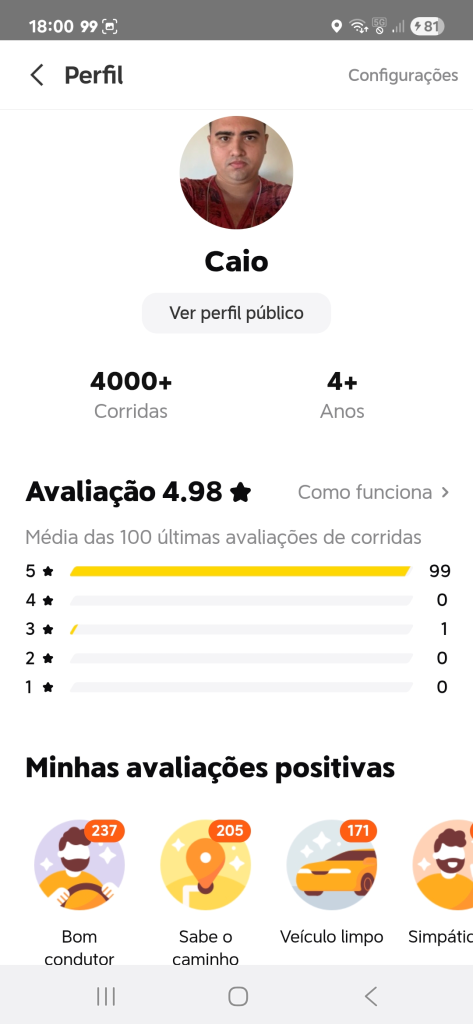 18:00 99 5G 81
Perfil Configurações
Caio
Ver perfil público
4000+ 4+
Corridas Anos
Avaliação 4.98 Como funciona
Média das 100 últimas avaliações de corridas
5 99
4 0
3 1
2 0
1 0
Minhas avaliações positivas
237 205 171
Bom Sabe o Veículo limpo Simpátic
condutor caminho